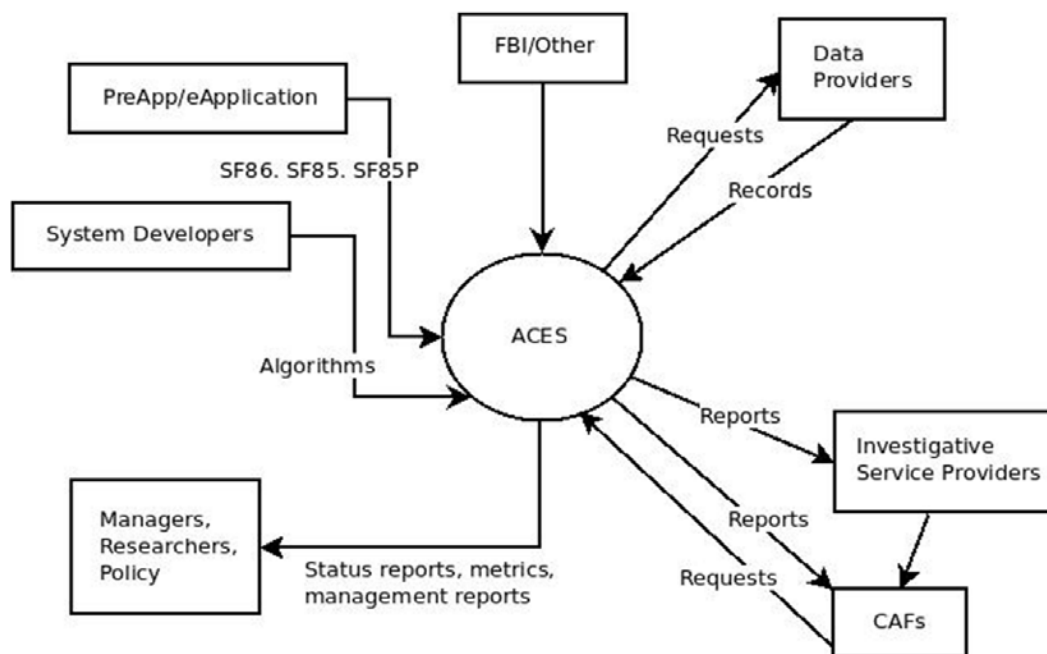 FBI/Other
Data
Providers
PreApp/eApplication
Requests
SF86. SF85. SF85P
Records
System Developers
ACES
Algorithms
Reports
Investigative
Service Providers
Managers,
Researchers,
Policy
Reports
Status reports, metrics,
management reports
Requests
CAFs